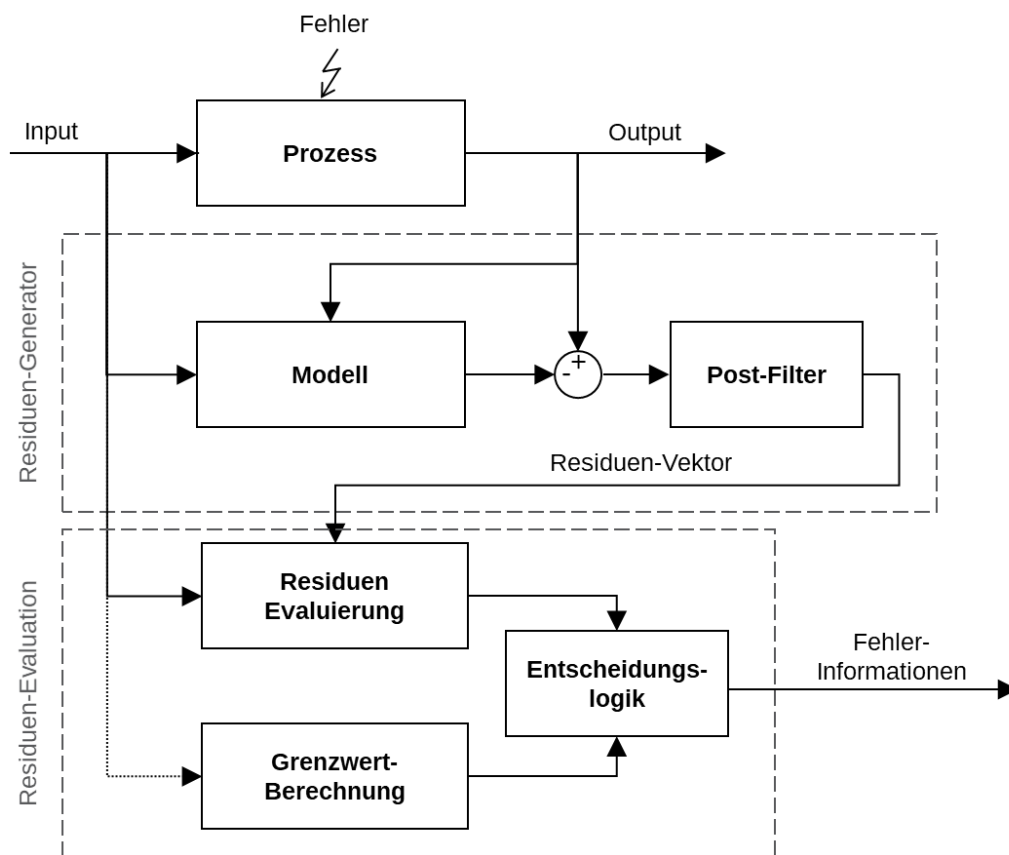 Fehler
Input
Output
Prozess
Residuen-Generator
Modell
-
+
Post-Filter
Residuen-Vektor
Residuen-Evaluation
Residuen
Evaluierung
Entscheidungs-
logik
Fehler-
Informationen
Grenzwert-
Berechnung